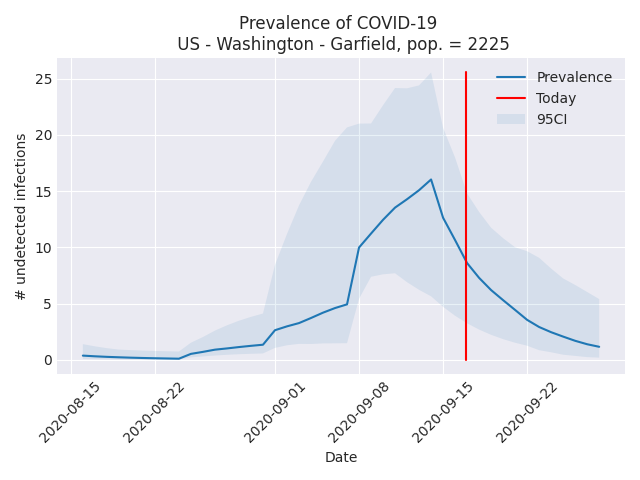 Prevalence of COVID-19
US - Washington - Garfield, pop. = 2225
Prevalence
Today
95CI
# undetected infections
25
20
15
10
5
0
2020-08-15
2020-08-22
2020-09-01
2020-09-08
2020-09-15
2020-09-22
Date